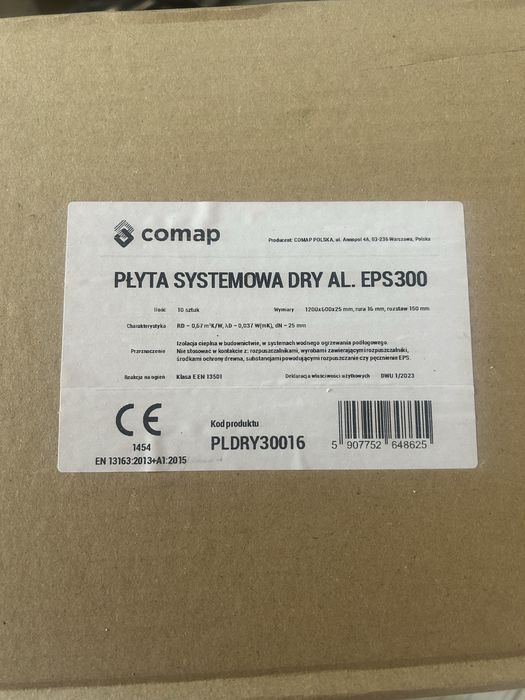 comap
Producent: COMAP POLSKA, ul. Annopol 4A, 03-236 Warszawa, Polska
PŁYTA SYSTEMOWA DRY AL. EPS300
Ilość 10 sztuk Wymiary 1200x600x25 mm, rura 16 mm, rozstaw 150 mm
Charakterystyka RD – 0,67 m²K/W, λD – 0,037 W(mK), dN – 25 mm
Przeznaczenie Izolacja cieplna w budownictwie, w systemach wodnego ogrzewania podłogowego.
Nie stosować w kontakcie z: rozpuszczalnikami, wyrobami zawierającymi rozpuszczalniki,
środkami ochrony drewna, substancjami powodującymi rozpuszczanie czy pęcznienie EPS.
Reakcja na ogień Klasa E EN 13501 Deklaracja właściwości użytkowych DWU 1/2023
CE
1454
EN 13163:2013+A1:2015
Kod produktu
PLDRY30016
5 907752 648625